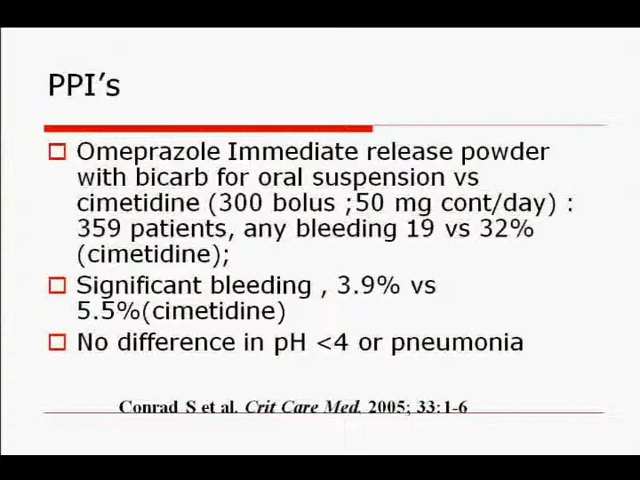 PPI’s
Omeprazole Immediate release powder
with bicarb for oral suspension vs
cimetidine (300 bolus ;50 mg cont/day) :
359 patients, any bleeding 19 vs 32%
(cimetidine);
Significant bleeding , 3.9% vs
5.5%(cimetidine)
No difference in pH <4 or pneumonia
Conrad S et al. Crit Care Med, 2005; 33:1-6